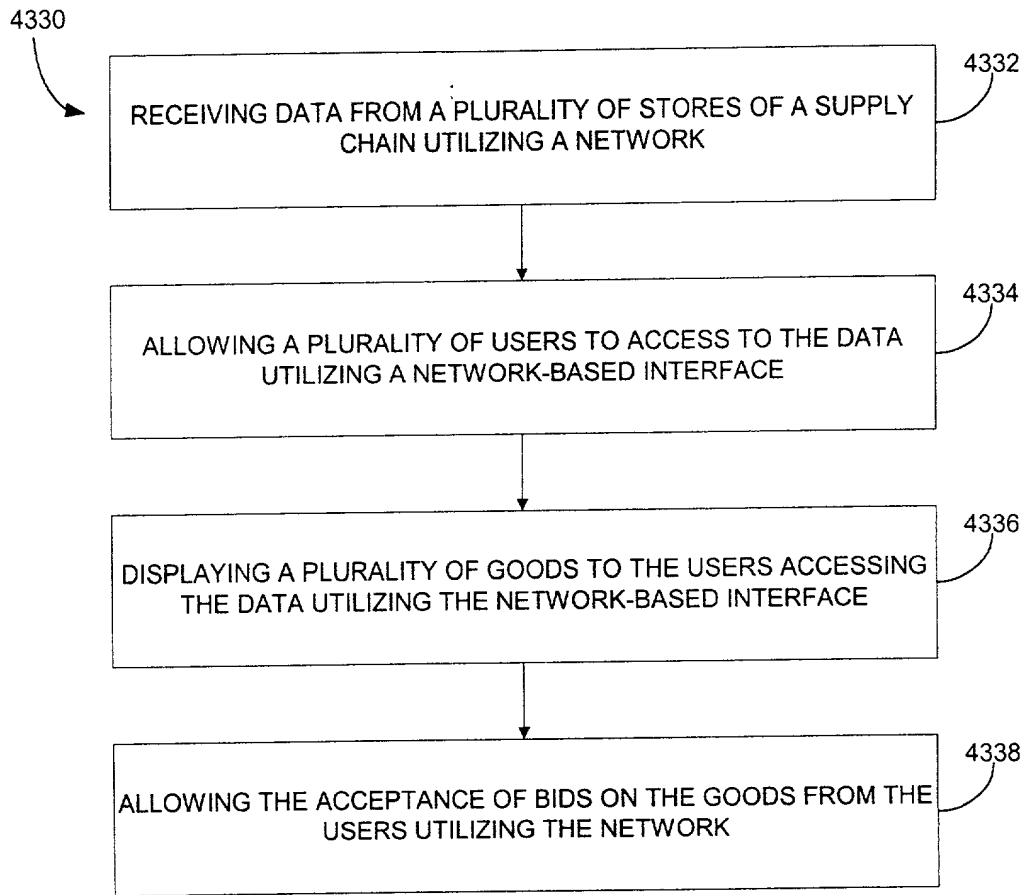 4330
4332
RECEIVING DATA FROM A PLURALITY OF STORES OF A SUPPLY
CHAIN UTILIZING A NETWORK
4334
ALLOWING A PLURALITY OF USERS TO ACCESS TO THE DATA
UTILIZING A NETWORK-BASED INTERFACE
4336
DISPLAYING A PLURALITY OF GOODS TO THE USERS ACCESSING
THE DATA UTILIZING THE NETWORK-BASED INTERFACE
4338
ALLOWING THE ACCEPTANCE OF BIDS ON THE GOODS FROM THE
USERS UTILIZING THE NETWORK